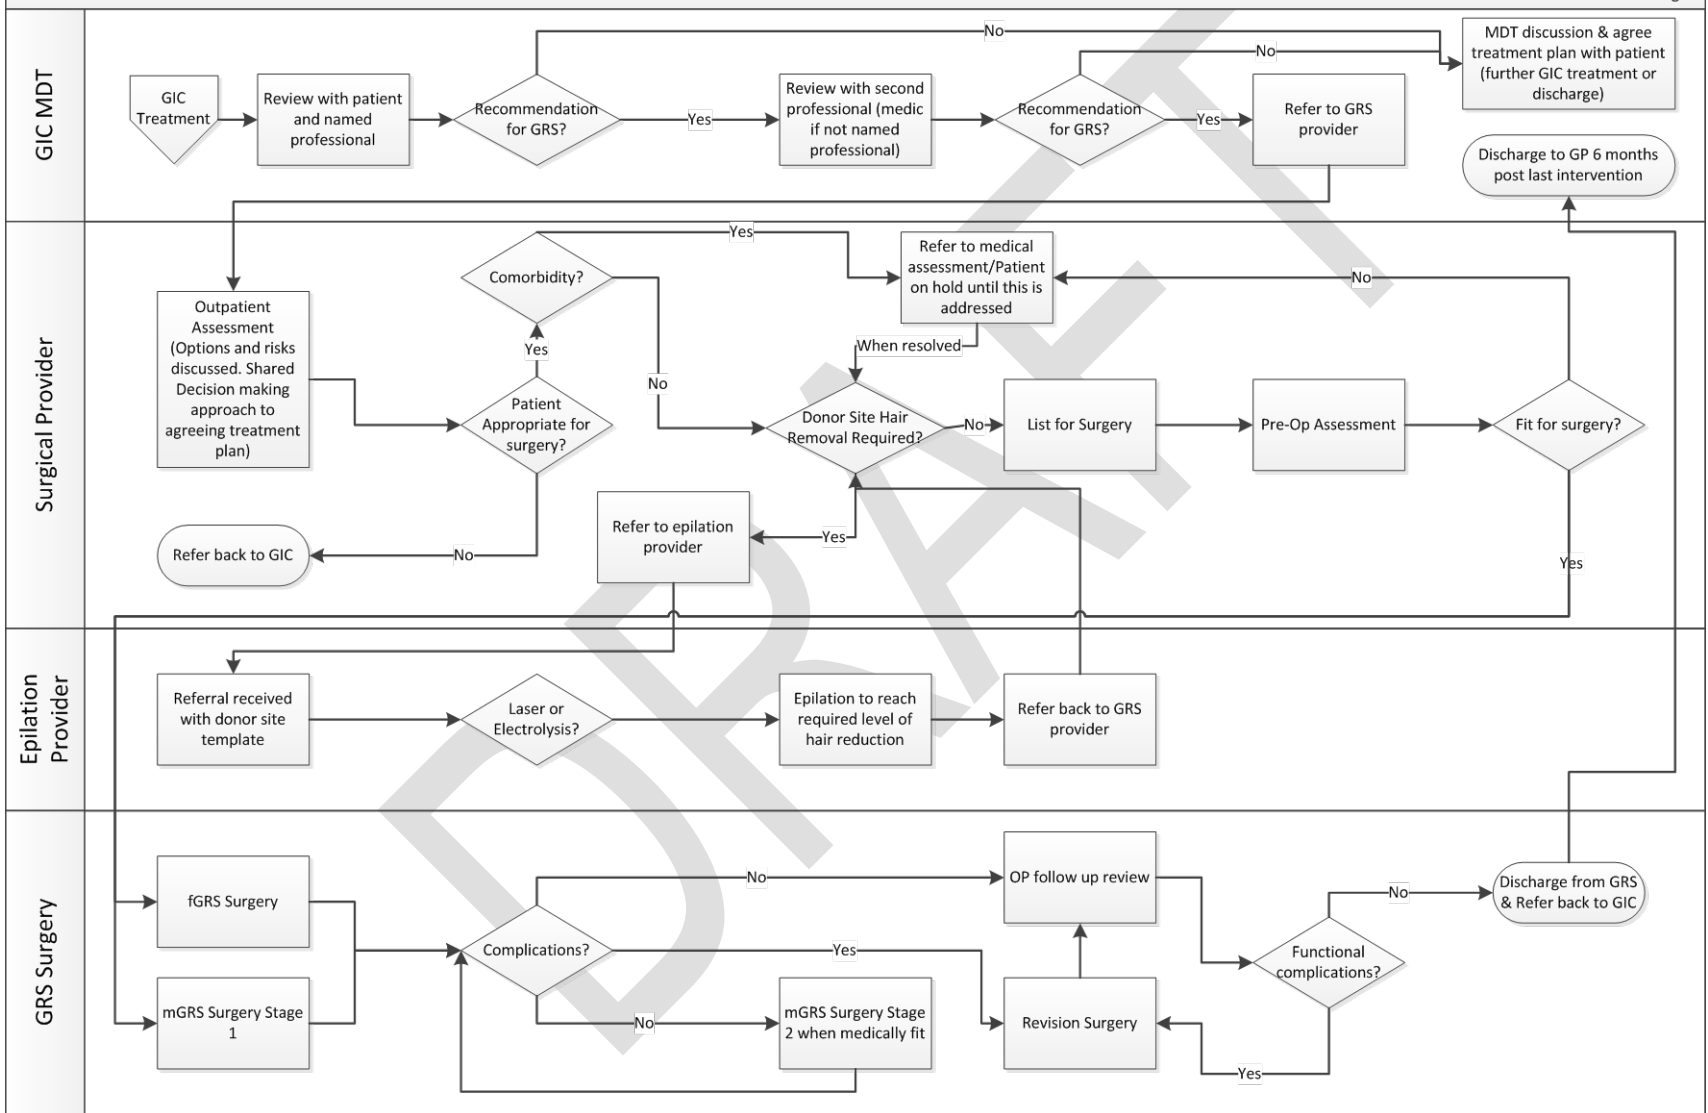 GIC MDT
GIC
Treatment
Review with patient
and named
professional
Recommendation
for GRS?
No
Yes
Review with second
professional (medic
if not named
professional)
Recommendation
for GRS?
No
Yes
Refer to GRS
provider
MDT discussion & agree
treatment plan with patient
(further GIC treatment or
discharge)
Discharge to GP 6 months
post last intervention
Surgical Provider
Outpatient
Assessment
(Options and risks
discussed. Shared
Decision making
approach to
agreeing treatment
plan)
Comorbidity?
Yes
No
Yes
Patient
Appropriate for
surgery?
No
Refer back to GIC
Refer to medical
assessment/Patient
on hold until this is
addressed
When resolved
Donor Site Hair
Removal Required?
No
List for Surgery
Pre-Op Assessment
Fit for surgery?
No
Yes
Yes
Refer to epilation
provider
Epilation
Provider
Referral received
with donor site
template
Laser or
Electrolysis?
Epilation to reach
required level of
hair reduction
Refer back to GRS
provider
GRS Surgery
fGRS Surgery
mGRS Surgery Stage
1
Complications?
No
Yes
No
mGRS Surgery Stage
2 when medically fit
OP follow up review
Revision Surgery
Functional
complications?
No
Yes
Discharge from GRS
& Refer back to GIC
DRAFT